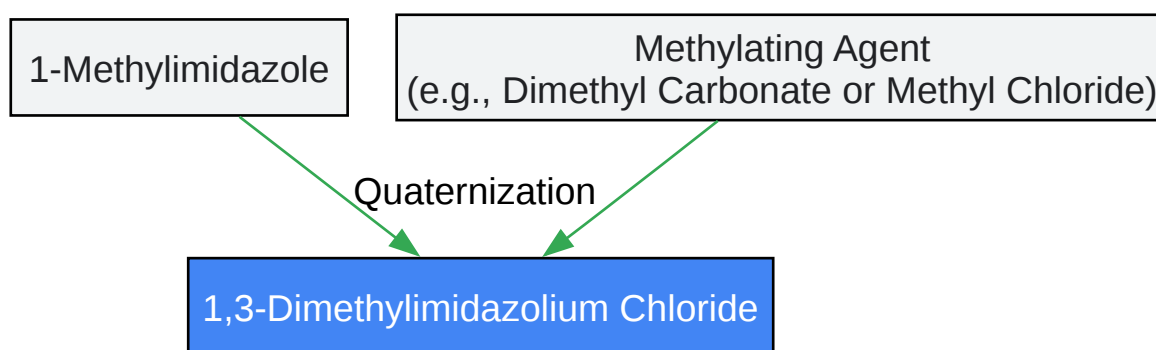 1-Methylimidazole
Methylating Agent
(e.g., Dimethyl Carbonate or Methyl Chloride)
Quaternization
1,3-Dimethylimidazolium Chloride